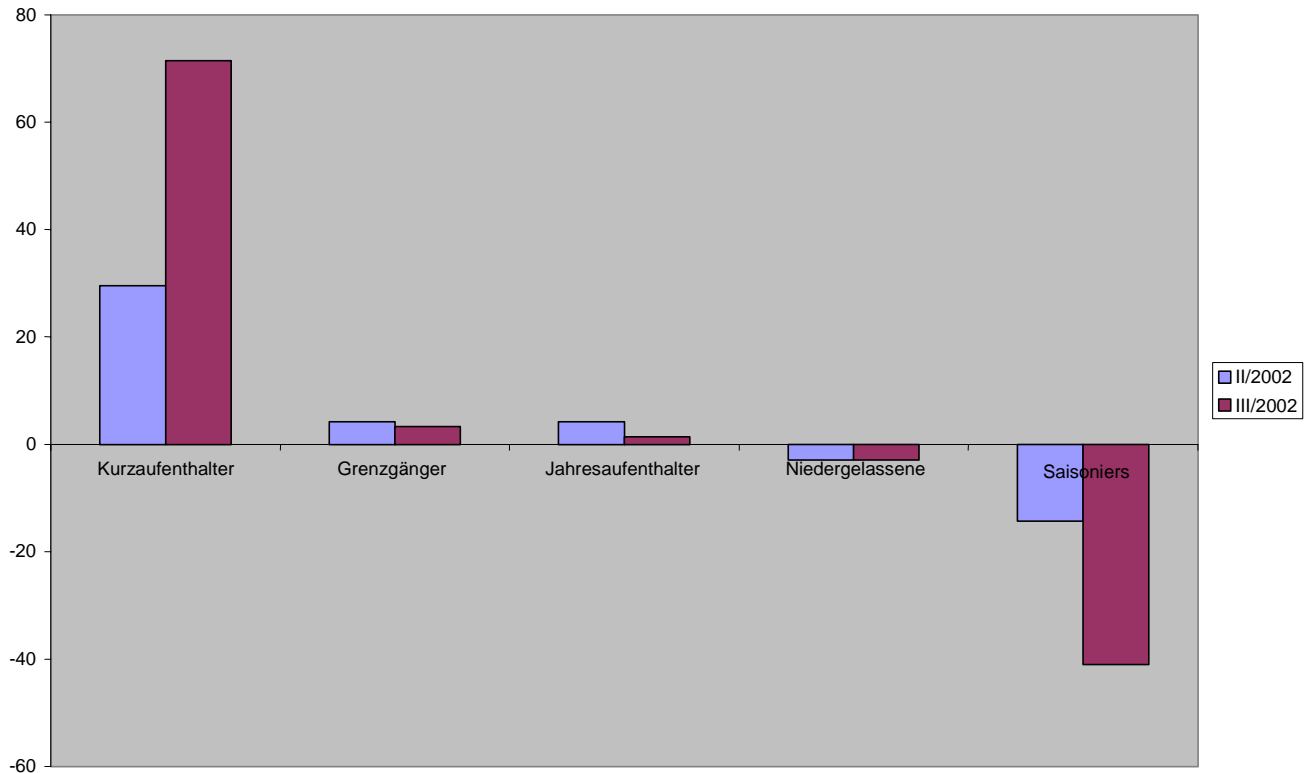 80
60
40
20
0
-20
-40
-60
Kurzaufenthalter Grenzgänger Jahresaufenthalter Niedergelassene Saisoniers
II/2002
III/2002